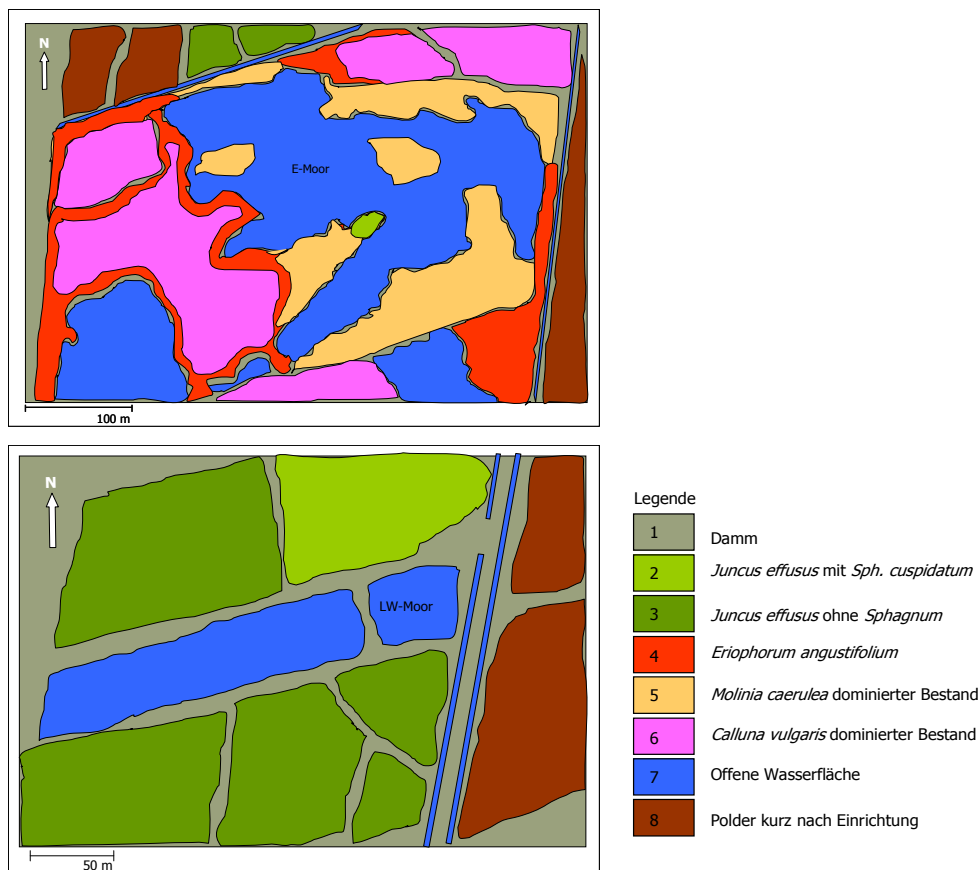 N
E-Moor
100 m
N
LW-Moor
50 m
Legende
1 Damm
2 Juncus effusus mit Sph. cuspidatum
3 Juncus effusus ohne Sphagnum
4 Eriophorum angustifolium
5 Molinia caerulea dominierter Bestand
6 Calluna vulgaris dominierter Bestand
7 Offene Wasserfläche
8 Polder kurz nach Einrichtung